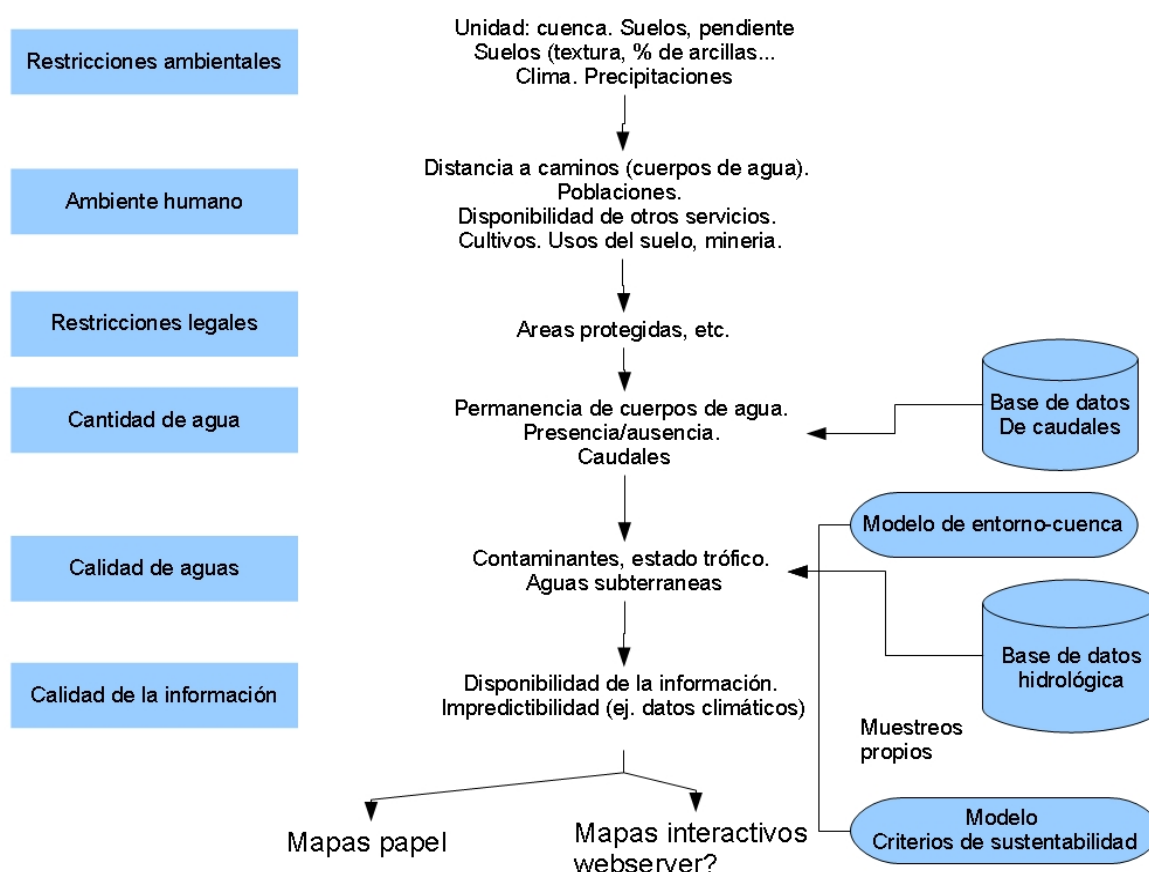 Restricciones ambientales
Unidad: cuenca. Suelos, pendiente
Suelos (textura, % de arcillas...
Clima. Precipitaciones
Ambiente humano
Distancia a caminos (cuerpos de agua).
Poblaciones.
Disponibilidad de otros servicios.
Cultivos. Usos del suelo, mineria.
Restricciones legales
Areas protegidas, etc.
Cantidad de agua
Permanencia de cuerpos de agua.
Presencia/ausencia.
Caudales
Base de datos
De caudales
Modelo de entorno-cuenca
Calidad de aguas
Contaminantes, estado trófico.
Aguas subterraneas
Base de datos
hidrológica
Calidad de la información
Disponibilidad de la información.
Impredictibilidad (ej. datos climáticos)
Muestreos
propios
Mapas papel
Mapas interactivos
webserver?
Modelo
Criterios de sustentabilidad